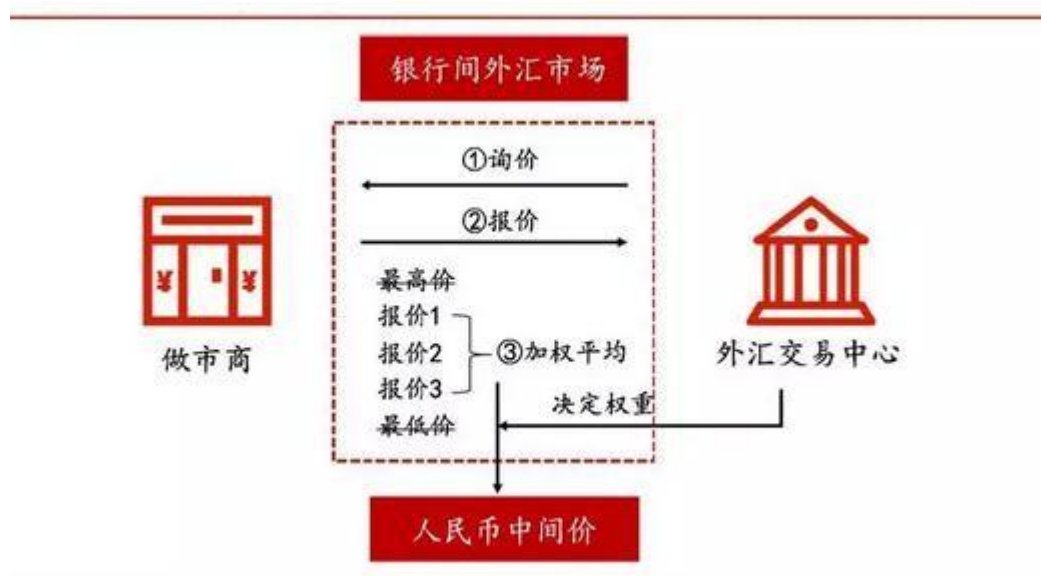 银行间外汇市场
①询价
②报价
最高价
报价1
报价2
报价3
最低价
③加权平均
¥ ¥
做市商
外汇交易中心
决定权重
人民币中间价